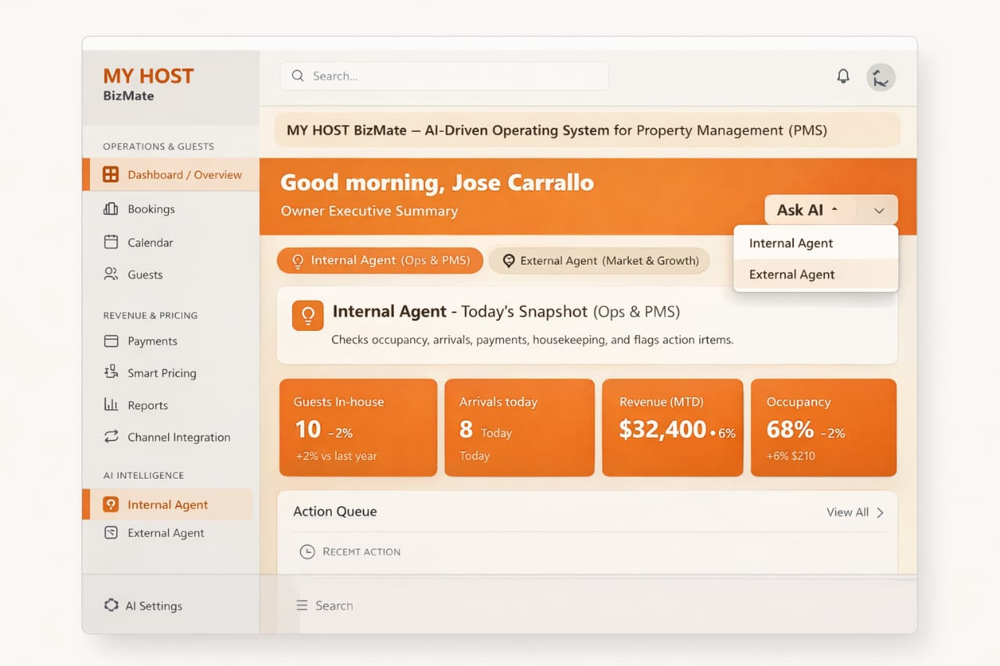 MY HOST
BizMate
Search...
MY HOST BizMate — AI-Driven Operating System for Property Management (PMS)
OPERATIONS & GUESTS
Dashboard / Overview
Bookings
Calendar
Guests
REVENUE & PRICING
Payments
Smart Pricing
Reports
Channel Integration
AI INTELLIGENCE
Internal Agent
External Agent
AI Settings
Good morning, Jose Carrallo
Owner Executive Summary
Ask AI
Internal Agent
External Agent
Internal Agent (Ops & PMS)
External Agent (Market & Growth)
Internal Agent - Today's Snapshot (Ops & PMS)
Checks occupancy, arrivals, payments, housekeeping, and flags action irtems.
Guests In-house
10 -2%
+2% vs last year
Arrivals today
8 Today
Today
Revenue (MTD)
$32,400 • 6%
Occupancy
68% -2%
+6% $210
Action Queue
View All
RECEMT ACTION
Search